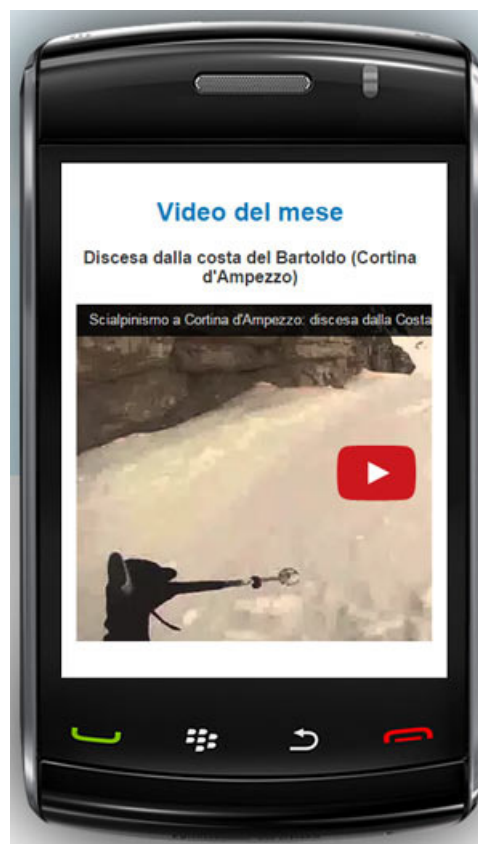 Video del mese
Discesa dalla costa del Bartoldo (Cortina
d'Ampezzo)
Scialpinismo a Cortina d'Ampezzo: discesa dalla Costa